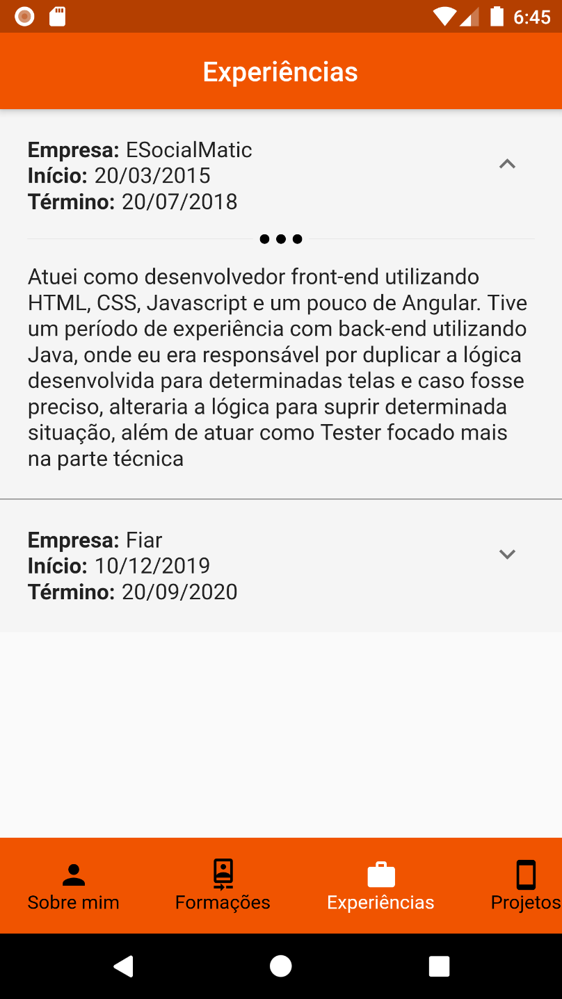 6:45
Experiências
Empresa: ESocialMatic
Início: 20/03/2015
Término: 20/07/2018
Atuei como desenvolvedor front-end utilizando
HTML, CSS, Javascript e um pouco de Angular. Tive
um período de experiência com back-end utilizando
Java, onde eu era responsável por duplicar a lógica
desenvolvida para determinadas telas e caso fosse
preciso, alteraria a lógica para suprir determinada
situação, além de atuar como Tester focado mais
na parte técnica
Empresa: Fiar
Início: 10/12/2019
Término: 20/09/2020
Sobre mim Formações Experiências Projetos